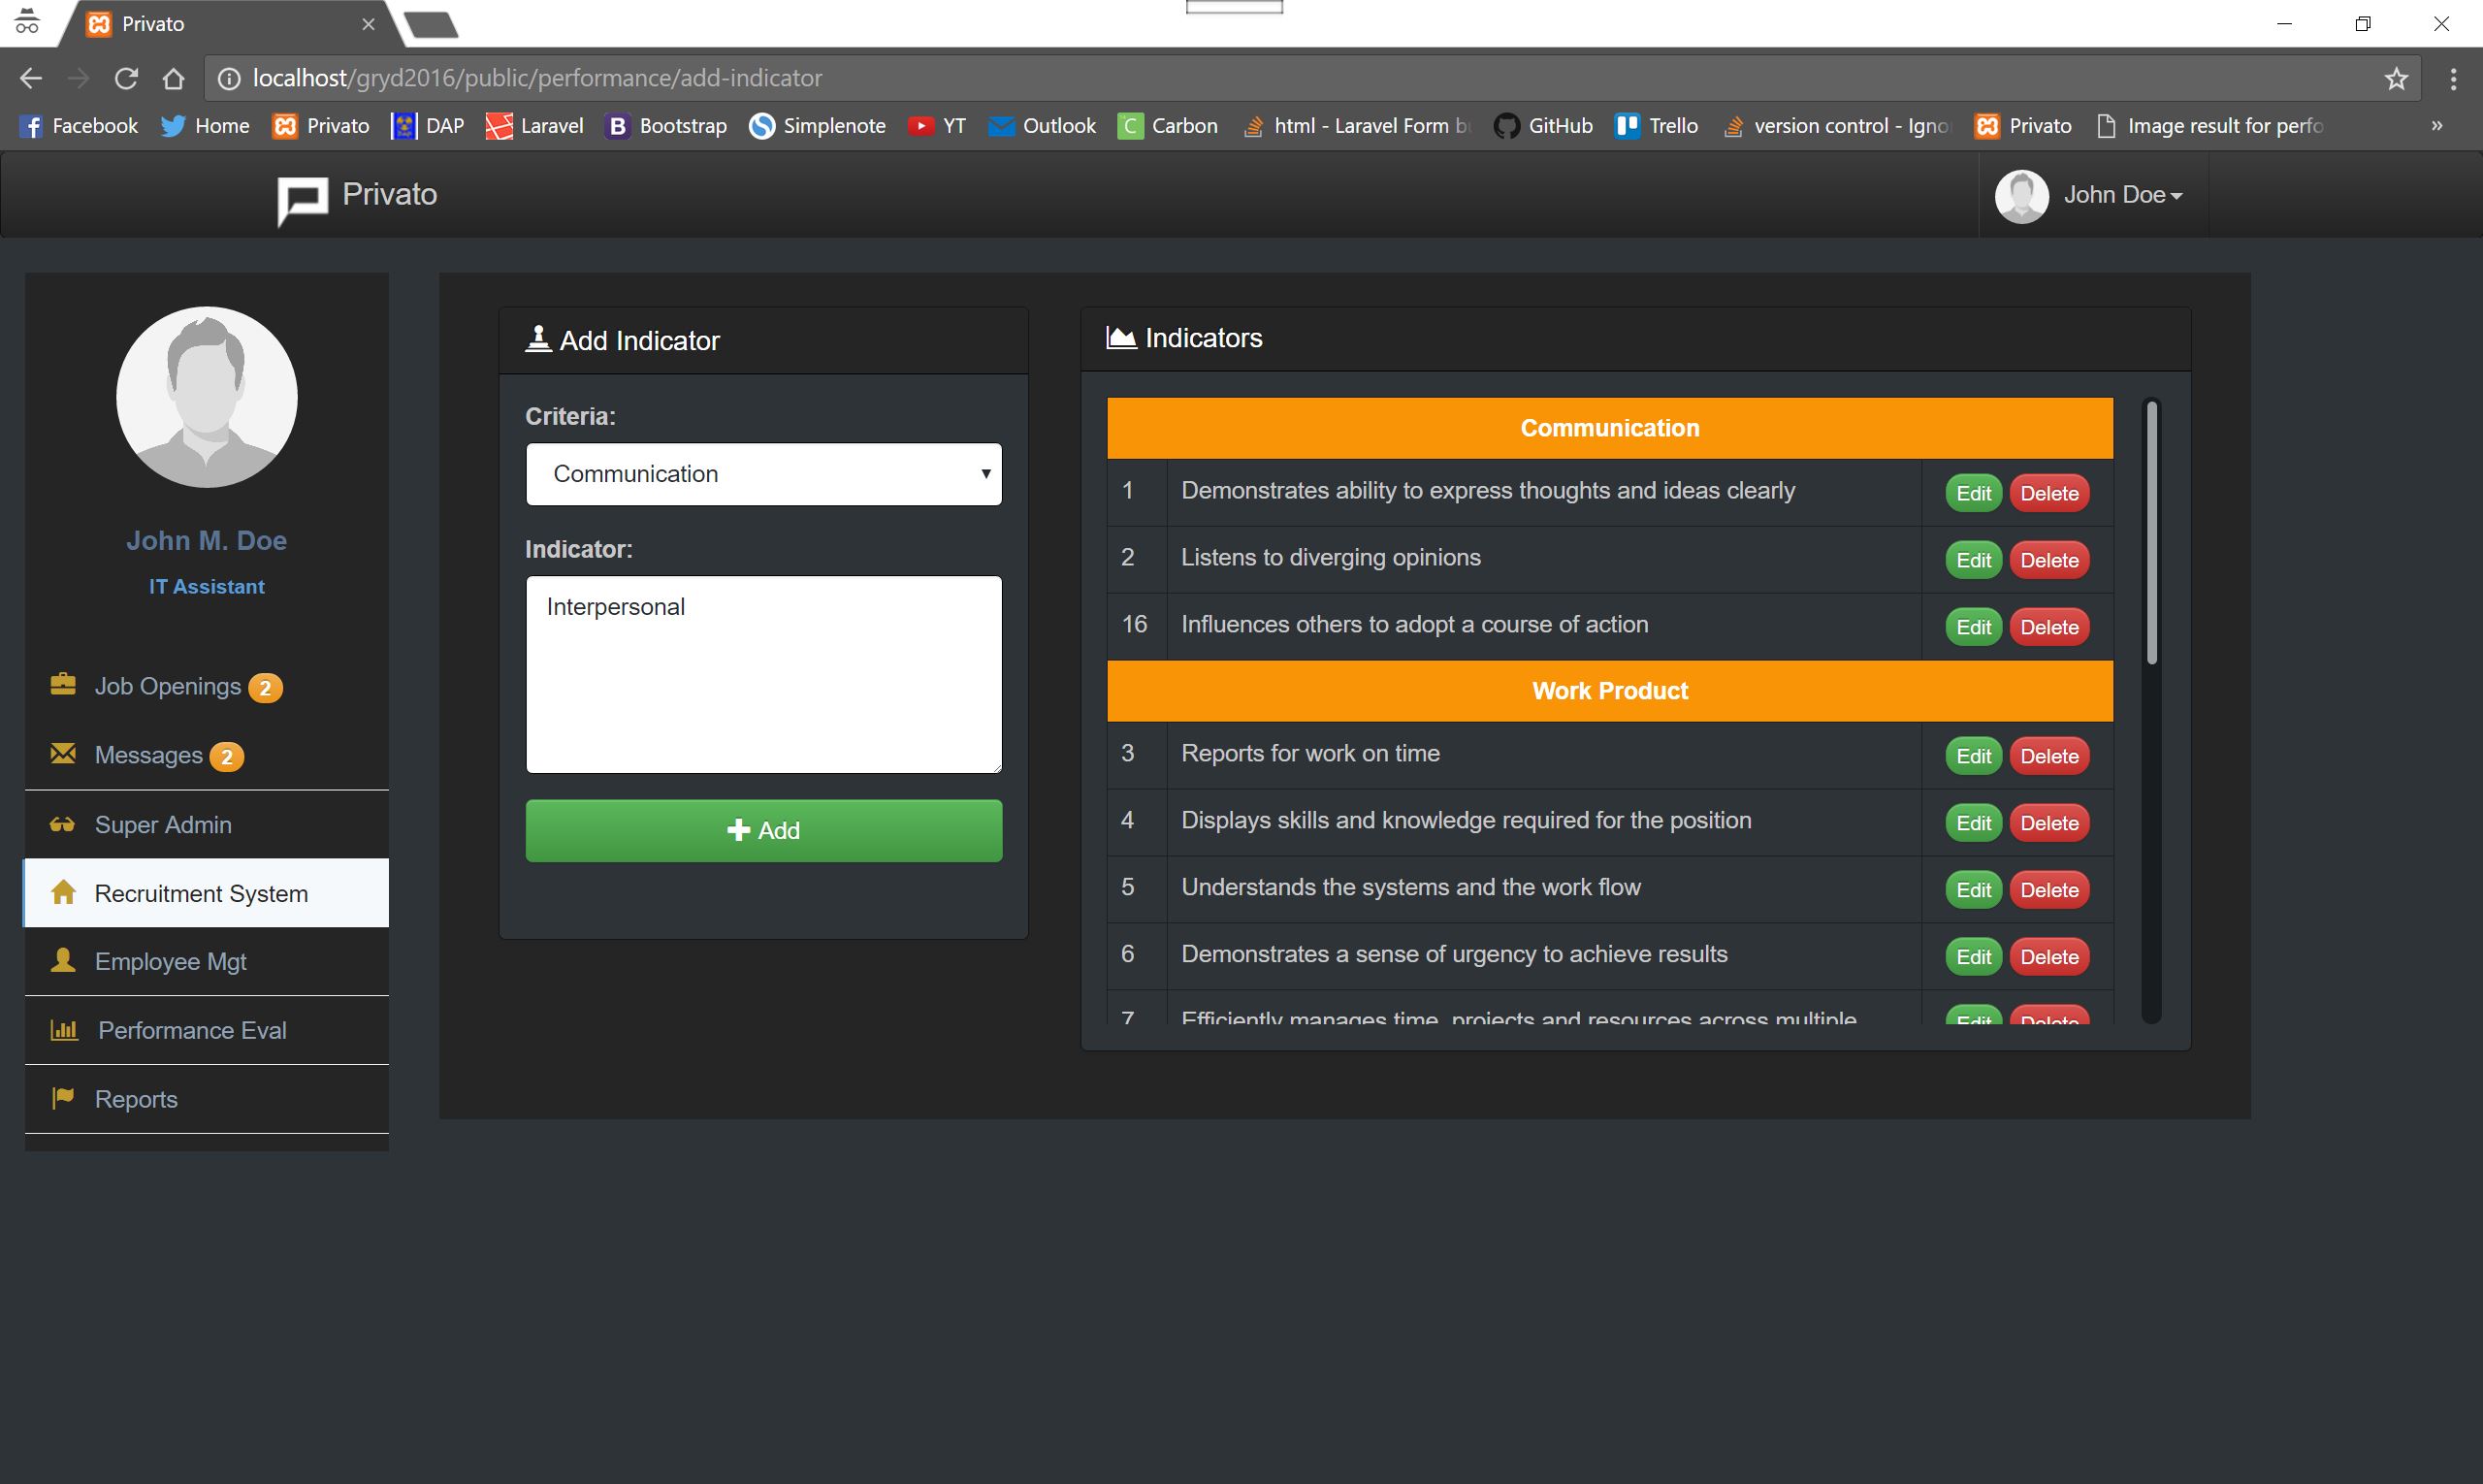 Privato
localhost/gryd2016/public/performance/add-indicator
Facebook Home Privato DAP Laravel Bootstrap Simplenote YT Outlook Carbon html - Laravel Form GitHub Trello version control - Privato Image result for »
Privato
John Doe
John M. Doe
IT Assistant
Job Openings 2
Messages 2
Super Admin
Recruitment System
Employee Mgt
Performance Eval
Reports
Add Indicator
Criteria:
Communication
Indicator:
Interpersonal
Add
Indicators
Communication
1 Demonstrates ability to express thoughts and ideas clearly Edit Delete
2 Listens to diverging opinions Edit Delete
16 Influences others to adopt a course of action Edit Delete
Work Product
3 Reports for work on time Edit Delete
4 Displays skills and knowledge required for the position Edit Delete
5 Understands the systems and the work flow Edit Delete
6 Demonstrates a sense of urgency to achieve results Edit Delete
7 Efficiently manages time, projects and resources across multiple Edit Delete